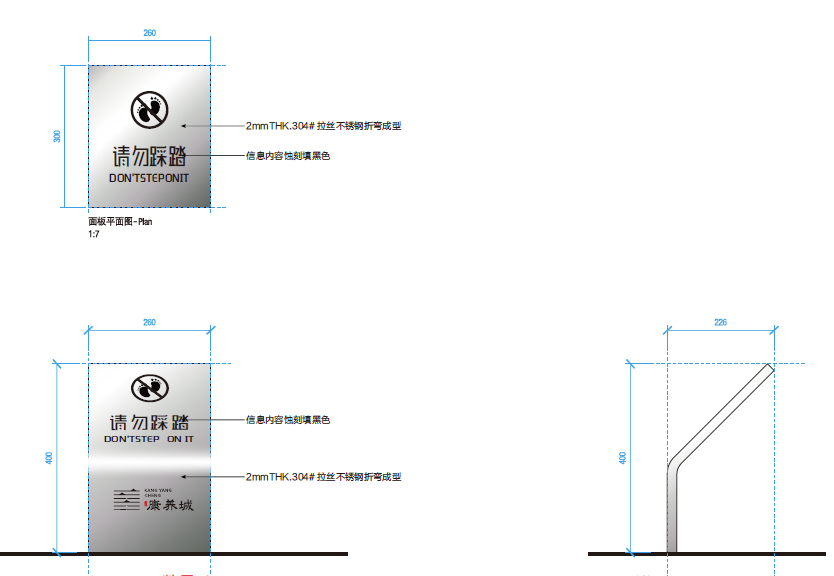 260
300
请勿踩踏
DON'TSTEPONIT
2mmTHK.304# 拉丝不锈钢折弯成型
信息内容蚀刻填黑色
面板平面图-Plan
1:7
260
400
请勿踩踏
DON'TSTEP ON IT
信息内容蚀刻填黑色
2mmTHK.304# 拉丝不锈钢折弯成型
KANG YANG
CHENG
康养城
226
400